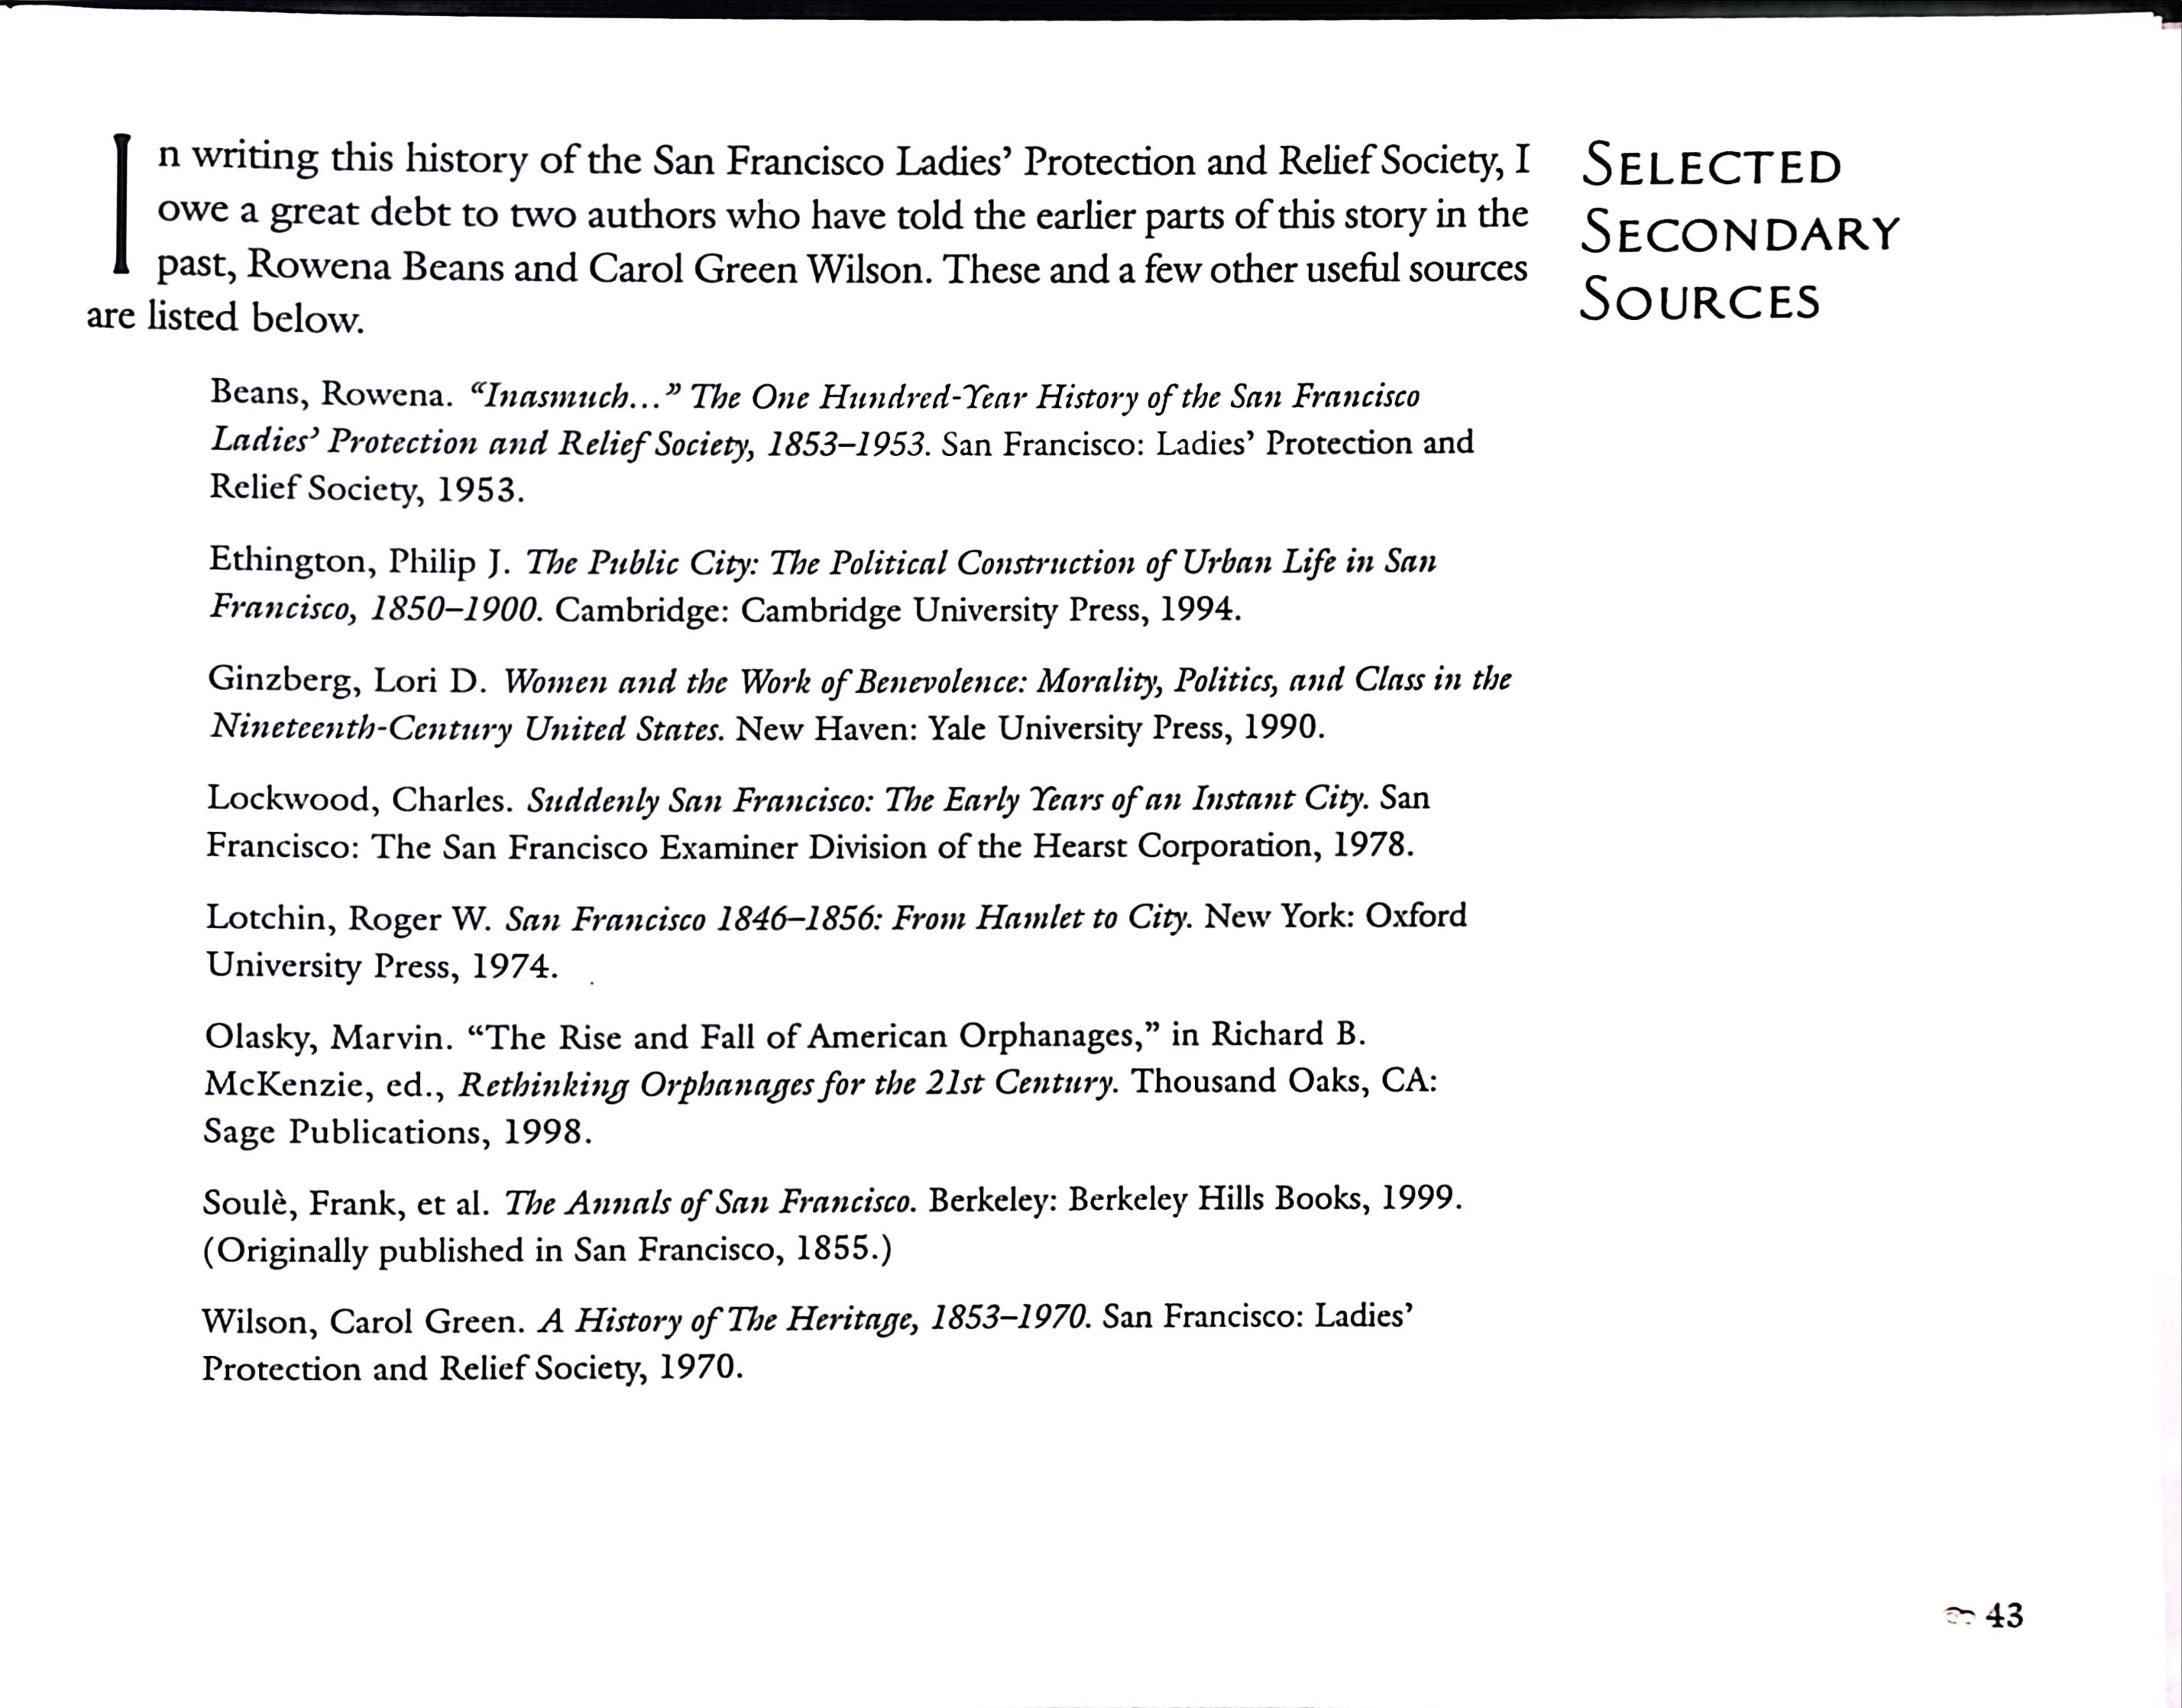 In writing this history of the San Francisco Ladies’ Protection and Relief Society, I
owe a great debt to two authors who have told the earlier parts of this story in the
past, Rowena Beans and Carol Green Wilson. These and a few other useful sources
are listed below.
SELECTED
SECONDARY
SOURCES
Beans, Rowena. “Inasmuch...” The One Hundred-Year History of the San Francisco
Ladies’ Protection and Relief Society, 1853–1953. San Francisco: Ladies’ Protection and
Relief Society, 1953.
Ethington, Philip J. The Public City: The Political Construction of Urban Life in San
Francisco, 1850–1900. Cambridge: Cambridge University Press, 1994.
Ginzberg, Lori D. Women and the Work of Benevolence: Morality, Politics, and Class in the
Nineteenth-Century United States. New Haven: Yale University Press, 1990.
Lockwood, Charles. Suddenly San Francisco: The Early Years of an Instant City. San
Francisco: The San Francisco Examiner Division of the Hearst Corporation, 1978.
Lotchin, Roger W. San Francisco 1846–1856: From Hamlet to City. New York: Oxford
University Press, 1974.
Olasky, Marvin. “The Rise and Fall of American Orphanages,” in Richard B.
McKenzie, ed., Rethinking Orphanages for the 21st Century. Thousand Oaks, CA:
Sage Publications, 1998.
Soulè, Frank, et al. The Annals of San Francisco. Berkeley: Berkeley Hills Books, 1999.
(Originally published in San Francisco, 1855.)
Wilson, Carol Green. A History of The Heritage, 1853–1970. San Francisco: Ladies’
Protection and Relief Society, 1970.
43